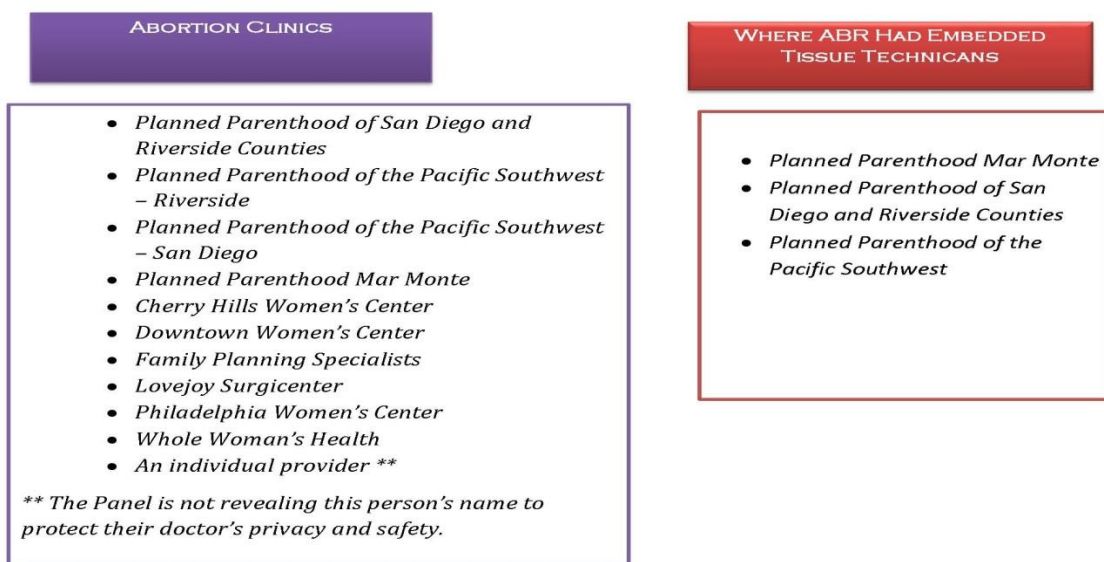 ABORTION CLINICS
• Planned Parenthood of San Diego and
Riverside Counties
• Planned Parenthood of the Pacific Southwest
– Riverside
• Planned Parenthood of the Pacific Southwest
– San Diego
• Planned Parenthood Mar Monte
• Cherry Hills Women’s Center
• Downtown Women’s Center
• Family Planning Specialists
• Lovejoy Surgicenter
• Philadelphia Women’s Center
• Whole Woman’s Health
• An individual provider **
** The Panel is not revealing this person’s name to
protect their doctor’s privacy and safety.
WHERE ABR HAD EMBEDDED
TISSUE TECHNICANS
• Planned Parenthood Mar Monte
• Planned Parenthood of San
Diego and Riverside Counties
• Planned Parenthood of the
Pacific Southwest